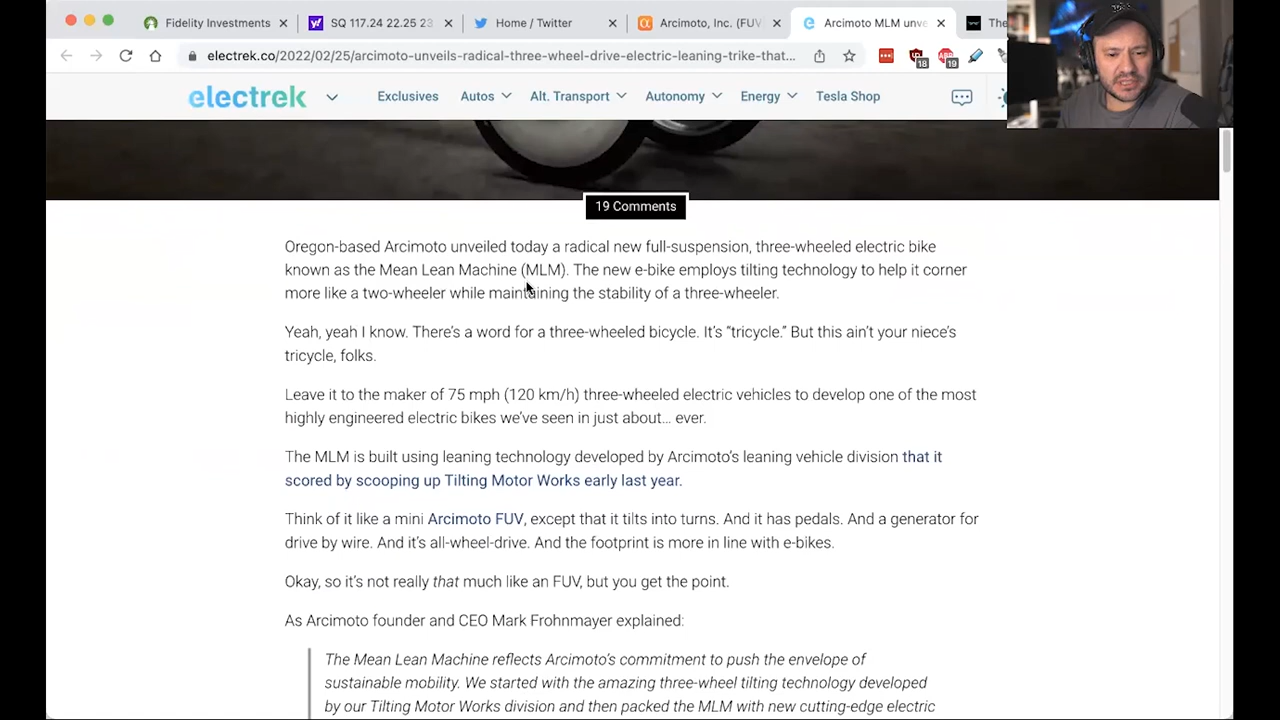 Fidelity Investments
SQ 117.24 22.25 23
Home / Twitter
Arcimoto, Inc. (FUV
Arcimoto MLM unve
The
electrek.co/2022/02/25/arcimoto-unveils-radical-three-wheel-drive-electric-leaning-trike-that...
18
19
electrek
Exclusives
Autos
Alt. Transport
Autonomy
Energy
Tesla Shop
19 Comments
Oregon-based Arcimoto unveiled today a radical new full-suspension, three-wheeled electric bike
known as the Mean Lean Machine (MLM). The new e-bike employs tilting technology to help it corner
more like a two-wheeler while maintaining the stability of a three-wheeler.
Yeah, yeah I know. There's a word for a three-wheeled bicycle. It's “tricycle.” But this ain't your niece's
tricycle, folks.
Leave it to the maker of 75 mph (120 km/h) three-wheeled electric vehicles to develop one of the most
highly engineered electric bikes we've seen in just about... ever.
The MLM is built using leaning technology developed by Arcimoto's leaning vehicle division that it
scored by scooping up Tilting Motor Works early last year.
Think of it like a mini Arcimoto FUV, except that it tilts into turns. And it has pedals. And a generator for
drive by wire. And it's all-wheel-drive. And the footprint is more in line with e-bikes.
Okay, so it's not really that much like an FUV, but you get the point.
As Arcimoto founder and CEO Mark Frohnmayer explained:
The Mean Lean Machine reflects Arcimoto's commitment to push the envelope of
sustainable mobility. We started with the amazing three-wheel tilting technology developed
by our Tilting Motor Works division and then packed the MLM with new cutting-edge electric